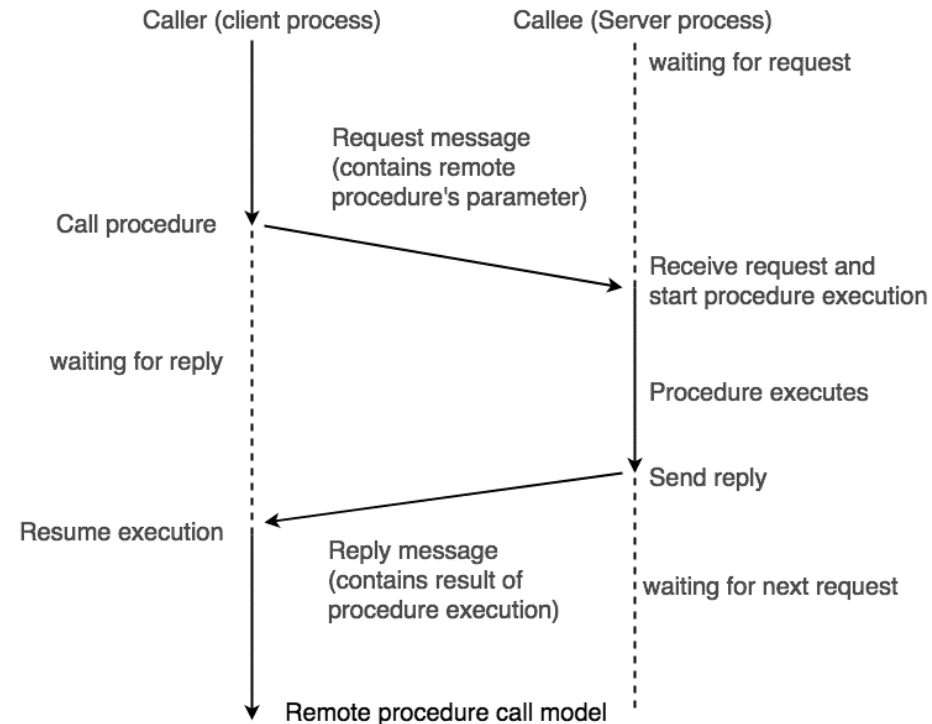 Caller (client process)
Callee (Server process)
waiting for request
Request message
(contains remote
procedure's parameter)
Call procedure
Receive request and
start procedure execution
waiting for reply
Procedure executes
Send reply
Resume execution
Reply message
(contains result of
procedure execution)
waiting for next request
Remote procedure call model